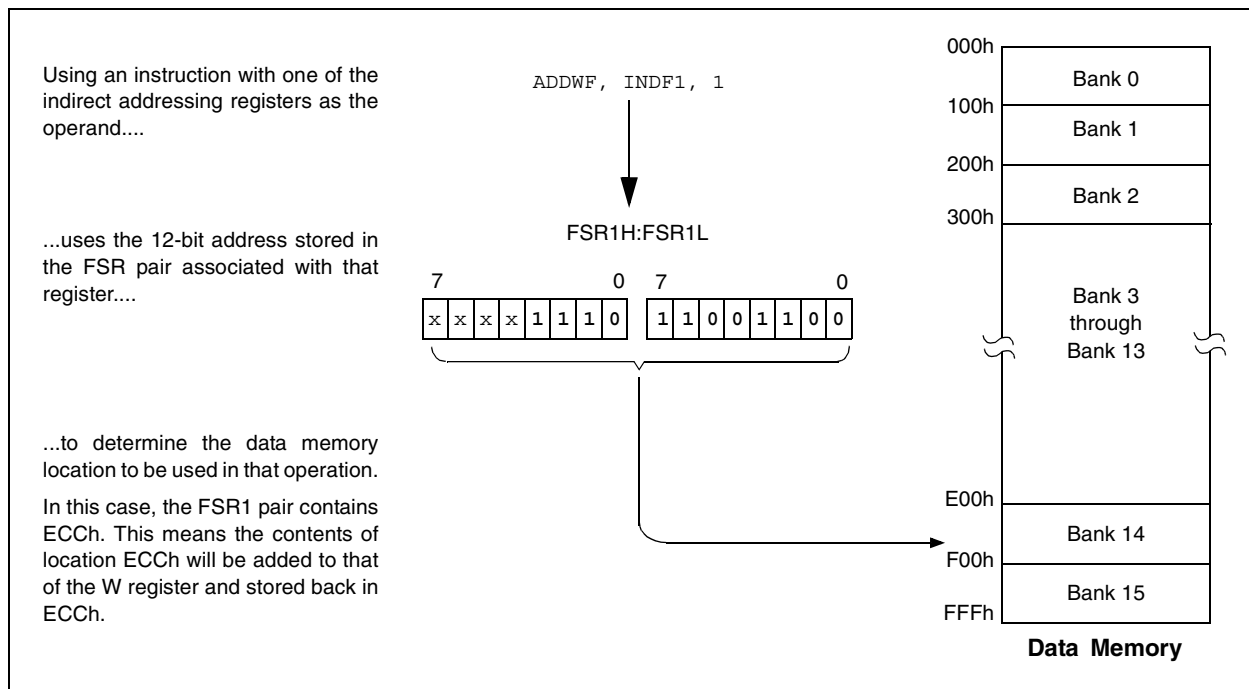 Using an instruction with one of the
indirect addressing registers as the
operand....
ADDWF, INDF1, 1
...uses the 12-bit address stored in
the FSR pair associated with that
register....
FSR1H:FSR1L
7 0 7 0
x x x x 1 1 1 0 1 1 0 0 1 1 0 0
...to determine the data memory
location to be used in that operation.
In this case, the FSR1 pair contains
ECCh. This means the contents of
location ECCh will be added to that
of the W register and stored back in
ECCh.
000h
Bank 0
100h
Bank 1
200h
Bank 2
300h
Bank 3
through
Bank 13
E00h
Bank 14
F00h
Bank 15
FFFh
Data Memory